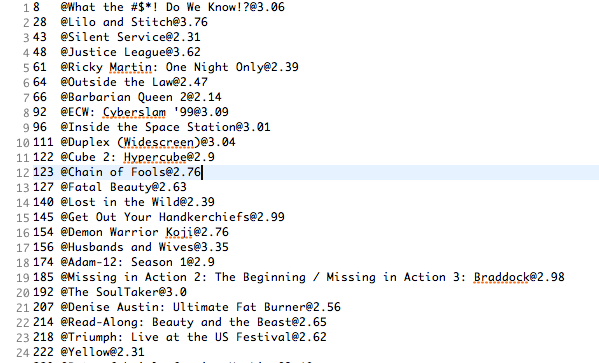 1 8 @What the #$*! Do We Know!?@3.06
2 28 @Lilo and Stitch@3.76
3 43 @Silent Service@2.31
4 48 @Justice League@3.62
5 61 @Ricky Martin: One Night Only@2.39
6 64 @Outside the Law@2.47
7 66 @Barbarian Queen 2@2.14
8 92 @ECW: Cyberslam '99@3.09
9 96 @Inside the Space Station@3.01
10 111 @Duplex (Widescreen)@3.04
11 122 @Cube 2: Hypercube@2.9
12 123 @Chain of Fools@2.76
13 127 @Fatal Beauty@2.63
14 140 @Lost in the Wild@2.39
15 145 @Get Out Your Handkerchiefs@2.99
16 154 @Demon Warrior Koji@2.76
17 156 @Husbands and Wives@3.35
18 174 @Adam-12: Season 1@2.9
19 185 @Missing in Action 2: The Beginning / Missing in Action 3: Braddock@2.98
20 192 @The SoulTaker@3.0
21 207 @Denise Austin: Ultimate Fat Burner@2.56
22 214 @Read-Along: Beauty and the Beast@2.65
23 218 @Triumph: Live at the US Festival@2.62
24 222 @Yellow@2.31